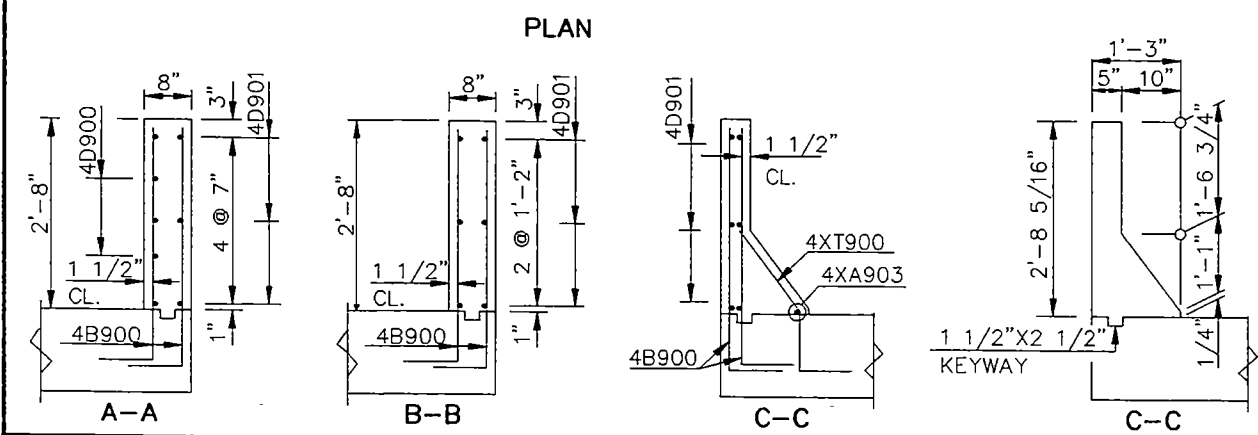 PLAN
8"
3"
4D901
4D900
2'-8"
4 @ 7"
1 1/2"
CL.
4B900
1"
A-A
8"
3"
4D901
2'-8"
2 @ 1'-2"
1 1/2"
CL.
4B900
1"
B-B
4D901
1 1/2"
CL.
4XT900
4XA903
4B900
C-C
1'-3"
5"
10"
2'-8 5/16"
1'-6 3/4"
1'-1"
1/4"
1 1/2"X2 1/2"
KEYWAY
C-C